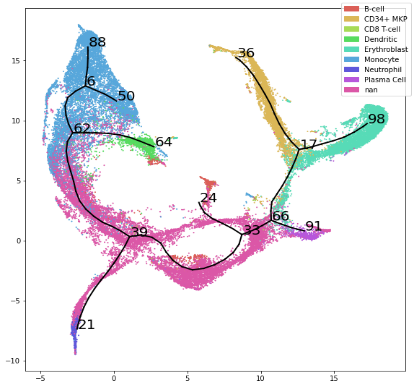 B-cell
CD34+ MKP
CD8 T-cell
Dendritic
Erythroblast
Monocyte
Neutrophil
Plasma Cell
nan
88
36
6
50
98
62
64
17
24
66
91
39
33
21
15
10
5
0
−5
−10
−5 0 5 10 15